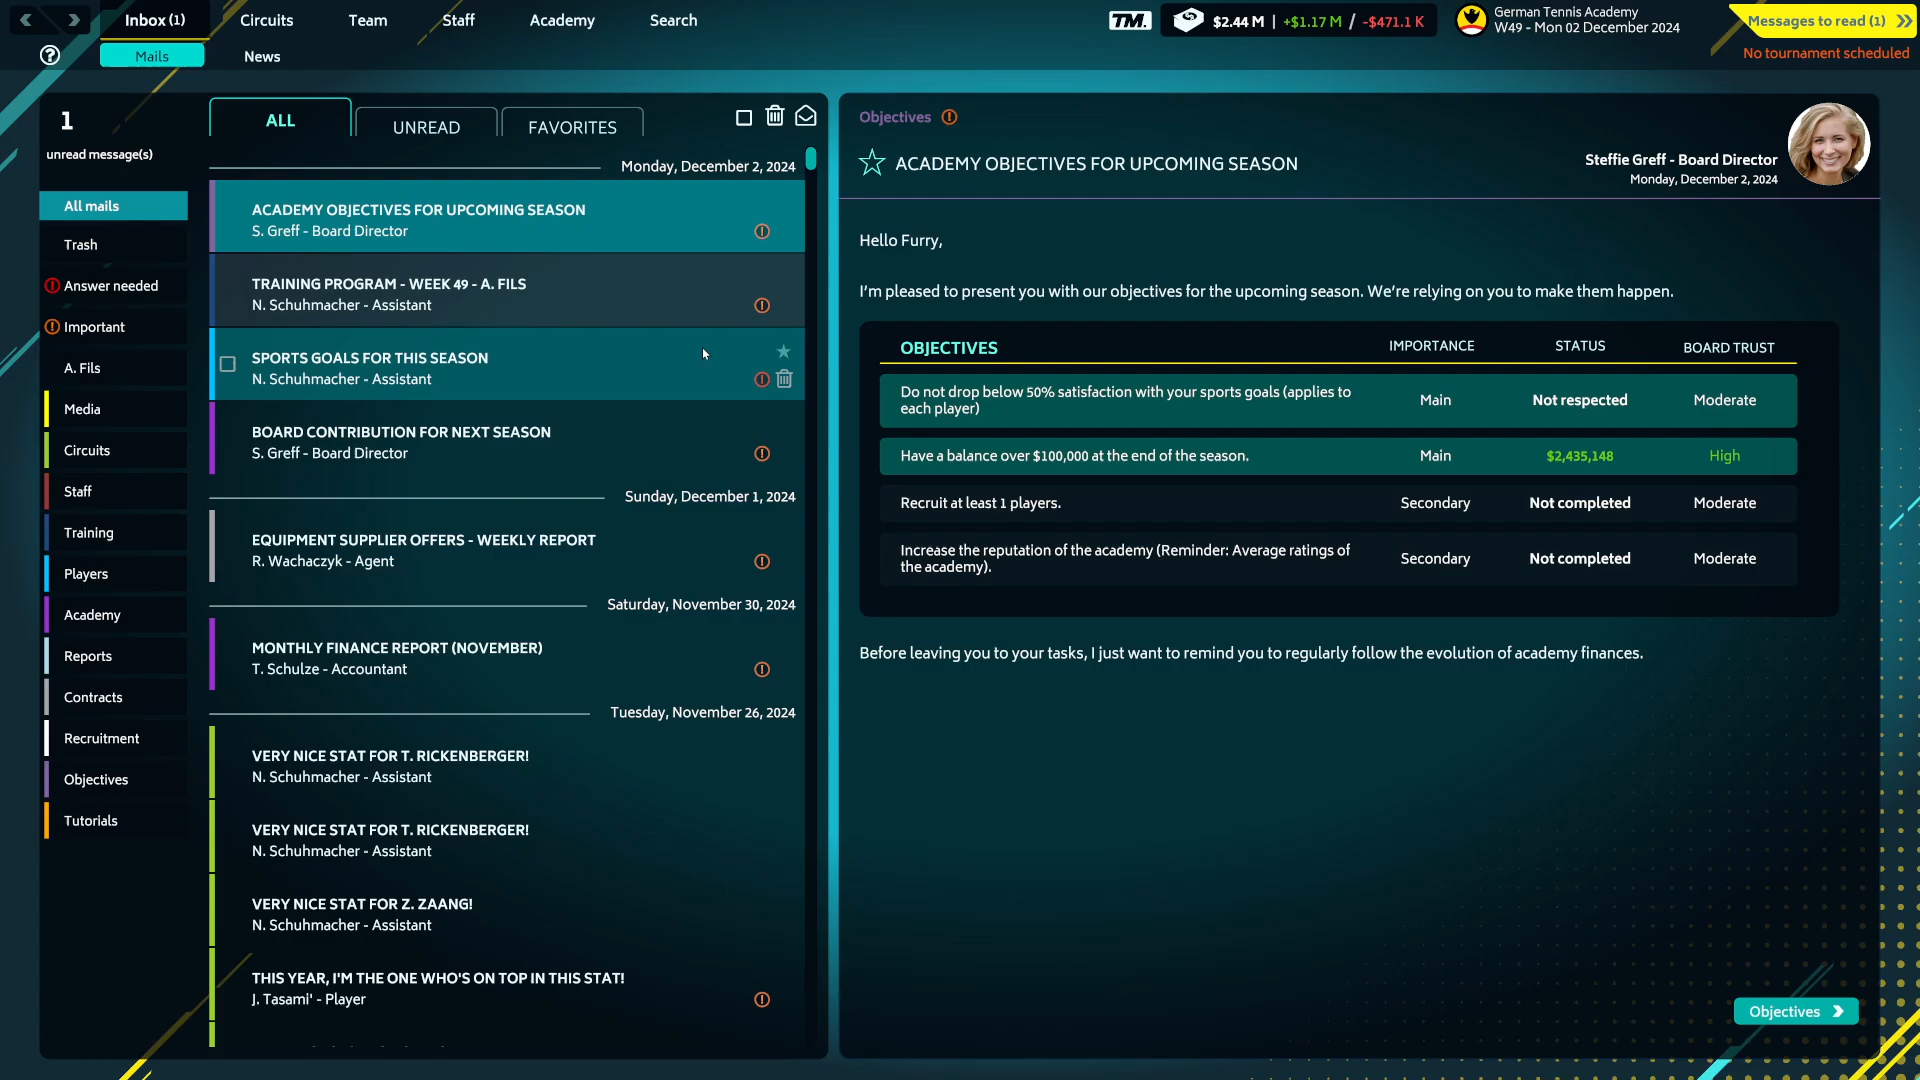 Inbox (1)
Circuits
Team
Staff
Academy
Search
TM.
$2.44 M | +$1.17 M / -$471.1 K
German Tennis Academy
W49 - Mon 02 December 2024
Messages to read (1)
No tournament scheduled
Mails
News
1
unread message(s)
All mails
Trash
Answer needed
Important
A. Fils
Media
Circuits
Staff
Training
Players
Academy
Reports
Contracts
Recruitment
Objectives
Tutorials
ALL
UNREAD
FAVORITES
Monday, December 2, 2024
ACADEMY OBJECTIVES FOR UPCOMING SEASON
S. Greff - Board Director
TRAINING PROGRAM - WEEK 49 - A. FILS
N. Schuhmacher - Assistant
SPORTS GOALS FOR THIS SEASON
N. Schuhmacher - Assistant
BOARD CONTRIBUTION FOR NEXT SEASON
S. Greff - Board Director
Sunday, December 1, 2024
EQUIPMENT SUPPLIER OFFERS - WEEKLY REPORT
R. Wachaczyk - Agent
Saturday, November 30, 2024
MONTHLY FINANCE REPORT (NOVEMBER)
T. Schulze - Accountant
Tuesday, November 26, 2024
VERY NICE STAT FOR T. RICKENBERGER!
N. Schuhmacher - Assistant
VERY NICE STAT FOR T. RICKENBERGER!
N. Schuhmacher - Assistant
VERY NICE STAT FOR Z. ZAANG!
N. Schuhmacher - Assistant
THIS YEAR, I'M THE ONE WHO'S ON TOP IN THIS STAT!
J. Tasami' - Player
Objectives
ACADEMY OBJECTIVES FOR UPCOMING SEASON
Steffie Greff - Board Director
Monday, December 2, 2024
Hello Furry,
I'm pleased to present you with our objectives for the upcoming season. We're relying on you to make them happen.
OBJECTIVES IMPORTANCE STATUS BOARD TRUST
Do not drop below 50% satisfaction with your sports goals (applies to
each player) Main Not respected Moderate
Have a balance over $100,000 at the end of the season. Main $2,435,148 High
Recruit at least 1 players. Secondary Not completed Moderate
Increase the reputation of the academy (Reminder: Average ratings of
the academy). Secondary Not completed Moderate
Before leaving you to your tasks, I just want to remind you to regularly follow the evolution of academy finances.
Objectives